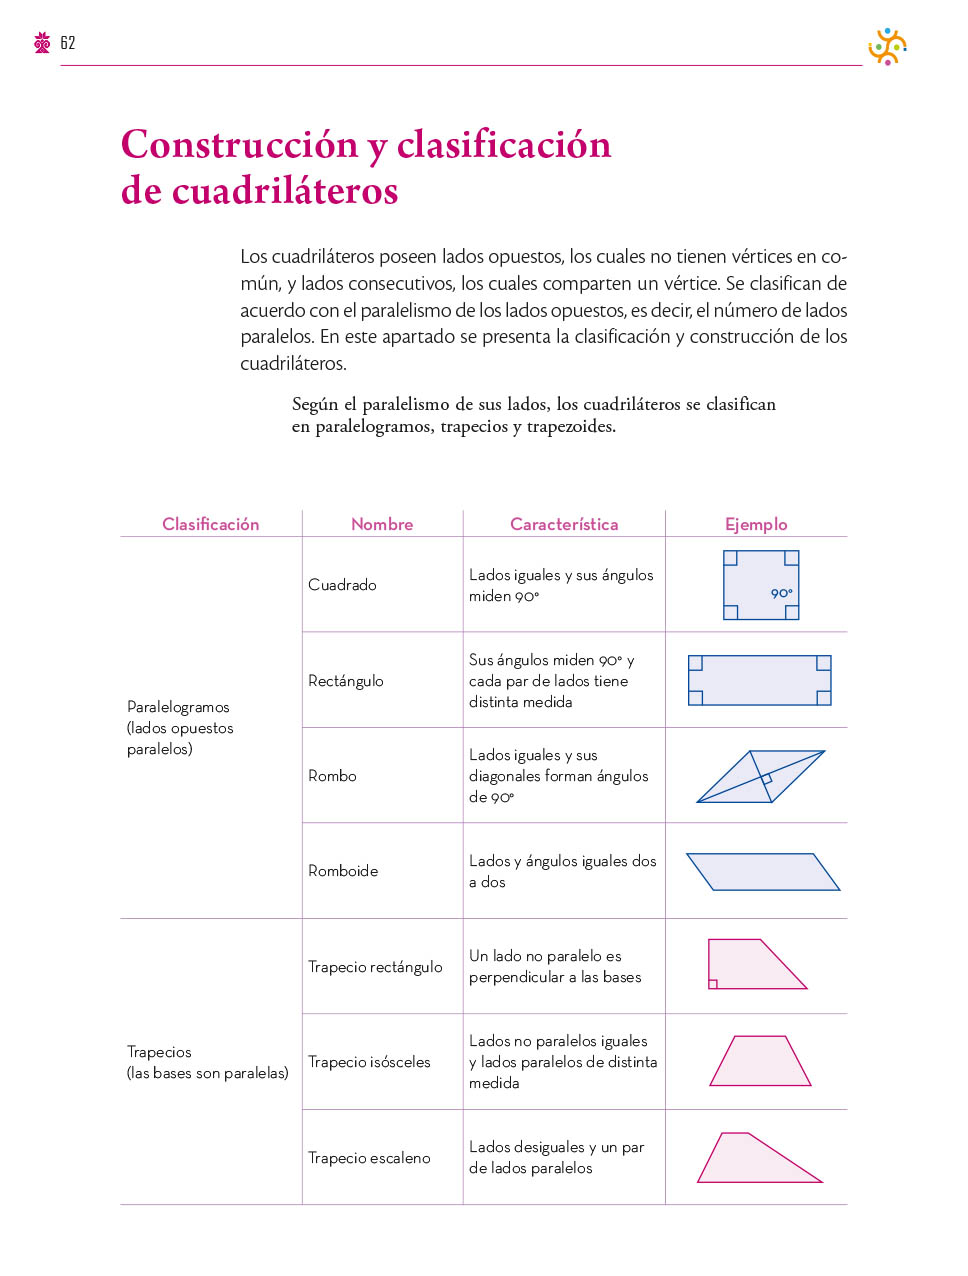 62
Construcción y clasificación
de cuadriláteros
Los cuadriláteros poseen lados opuestos, los cuales no tienen vértices en co-
mún, y lados consecutivos, los cuales comparten un vértice. Se clasifican de
acuerdo con el paralelismo de los lados opuestos, es decir, el número de lados
paralelos. En este apartado se presenta la clasificación y construcción de los
cuadriláteros.
Según el paralelismo de sus lados, los cuadriláteros se clasifican
en paralelogramos, trapecios y trapezoides.
Clasificación Nombre Característica Ejemplo
Paralelogramos
(lados opuestos
paralelos)
Cuadrado
Lados iguales y sus ángulos
miden 90°
90°
Rectángulo
Sus ángulos miden 90° y
cada par de lados tiene
distinta medida
Rombo
Lados iguales y sus
diagonales forman ángulos
de 90°
Romboide
Lados y ángulos iguales dos
a dos
Trapecios
(las bases son paralelas)
Trapecio rectángulo
Un lado no paralelo es
perpendicular a las bases
Trapecio isósceles
Lados no paralelos iguales
y lados paralelos de distinta
medida
Trapecio escaleno
Lados desiguales y un par
de lados paralelos